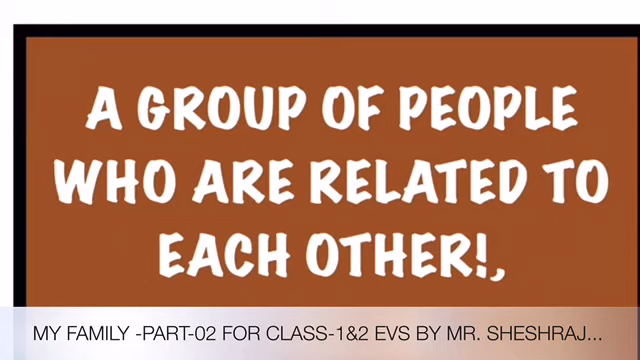 A GROUP OF PEOPLE
WHO ARE RELATED TO
EACH OTHER!,
MY FAMILY -PART-02 FOR CLASS-1&2 EVS BY MR. SHESHRAJ...